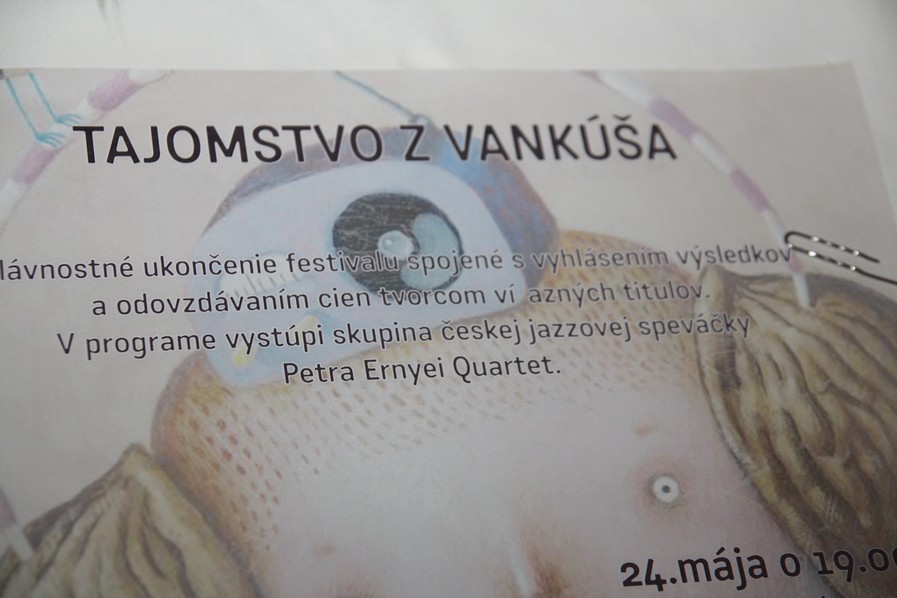 TAJOMSTVO Z VANKÚŠA
lávnostné ukončenie festivalu spojené s vyhlásením výsledkov
a odovzdávaním cien tvorcom ví azných titulov.
V programe vystúpi skupina českej jazzovej speváčky
Petra Ernyei Quartet.
24.mája o 19.00